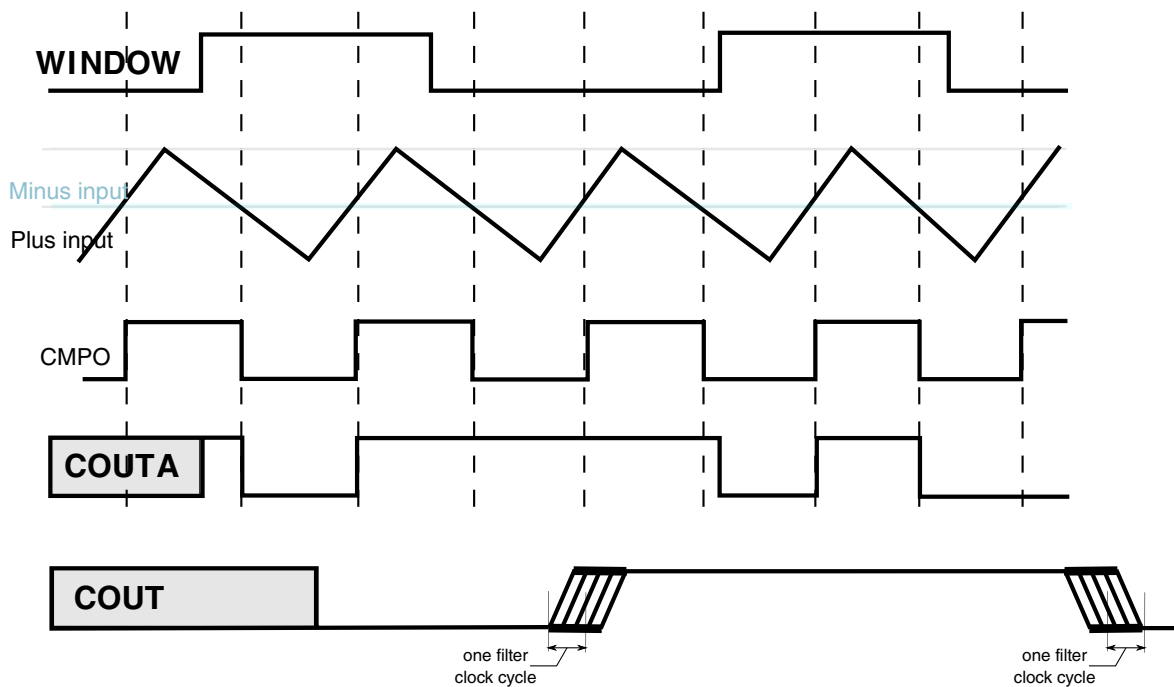 WINDOW
Minus input
Plus input
CMPO
COUTA
COUT
one filter
clock cycle
one filter
clock cycle